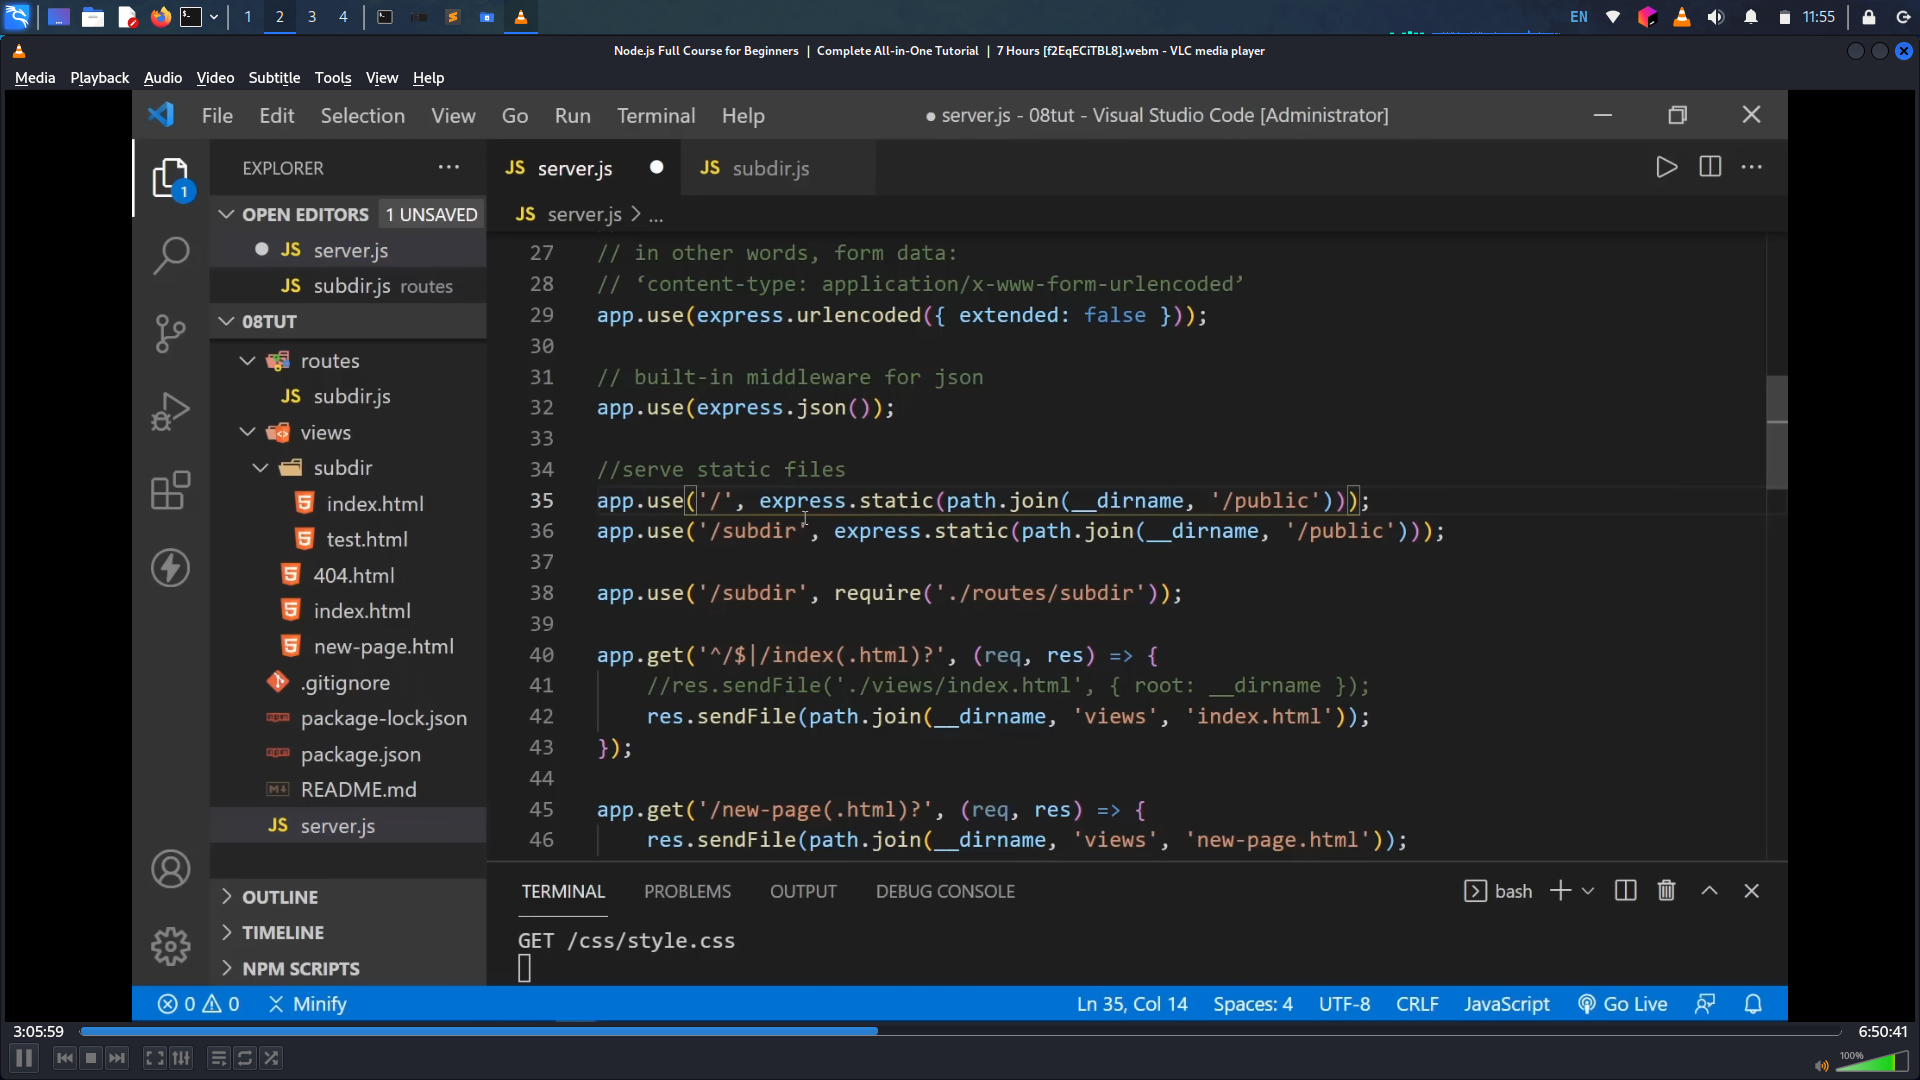 1 2 3 4 EN 11:55
Node.js Full Course for Beginners | Complete All-in-One Tutorial | 7 Hours [f2EqECiTBL8].webm - VLC media player
Media Playback Audio Video Subtitle Tools View Help
File Edit Selection View Go Run Terminal Help ● server.js - 08tut - Visual Studio Code [Administrator]
1
EXPLORER ···
OPEN EDITORS 1 UNSAVED
● JS server.js
JS subdir.js routes
08TUT
routes
JS subdir.js
views
subdir
index.html
test.html
404.html
index.html
new-page.html
.gitignore
package-lock.json
package.json
README.md
JS server.js
OUTLINE
TIMELINE
NPM SCRIPTS
JS server.js ● JS subdir.js
JS server.js > ...
27 // in other words, form data:
28 // ‘content-type: application/x-www-form-urlencoded’
29 app.use(express.urlencoded({ extended: false }));
30
31 // built-in middleware for json
32 app.use(express.json());
33
34 //serve static files
35 app.use('/', express.static(path.join(__dirname, '/public')));
36 app.use('/subdir', express.static(path.join(__dirname, '/public')));
37
38 app.use('/subdir', require('./routes/subdir'));
39
40 app.get('^/$|/index(.html)?', (req, res) => {
41 //res.sendFile('./views/index.html', { root: __dirname });
42 res.sendFile(path.join(__dirname, 'views', 'index.html'));
43 });
44
45 app.get('/new-page(.html)?', (req, res) => {
46 res.sendFile(path.join(__dirname, 'views', 'new-page.html'));
TERMINAL PROBLEMS OUTPUT DEBUG CONSOLE bash
GET /css/style.css
0 0 Minify Ln 35, Col 14 Spaces: 4 UTF-8 CRLF JavaScript Go Live
3:05:59 6:50:41
100%